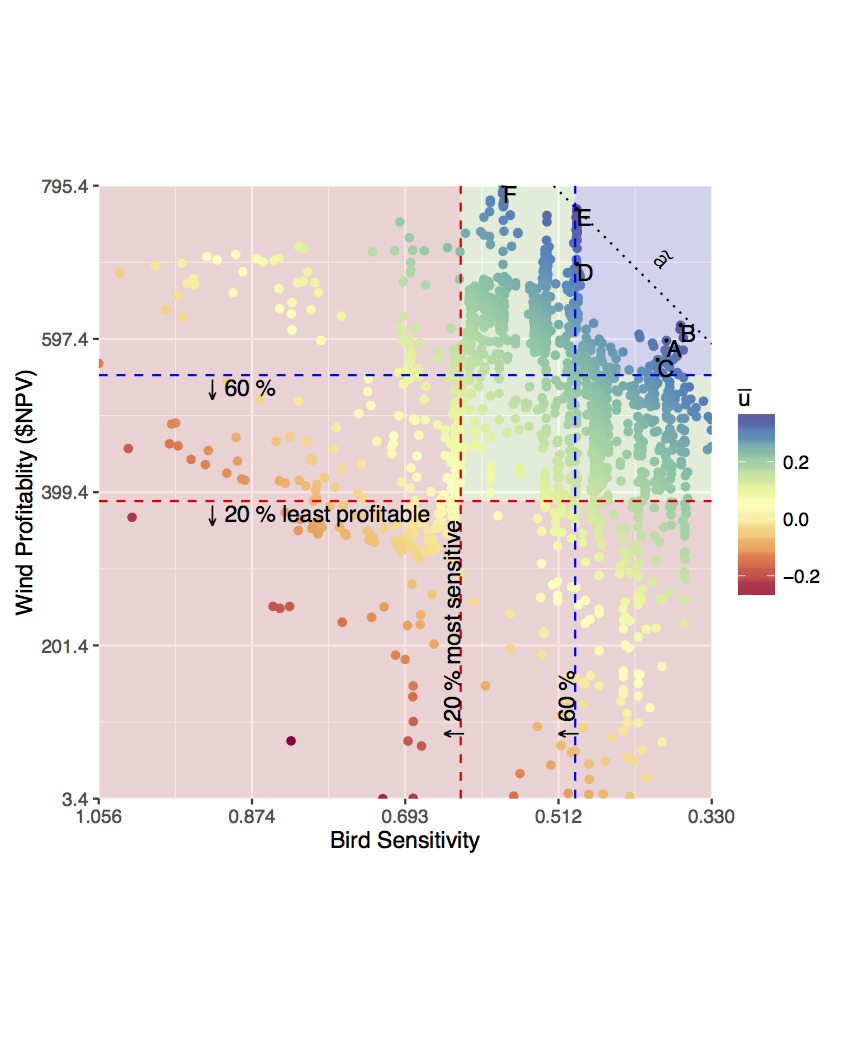 795.4
597.4
399.4
201.4
3.4
1.056
0.874
0.693
0.512
0.330
Wind Profitablity ($NPV)
Bird Sensitivity
↓ 60 %
↓ 20 % least profitable
↑ 20 % most sensitive
↑ 60 %
F
E
D
B
A
C
u
0.2
0.0
−0.2